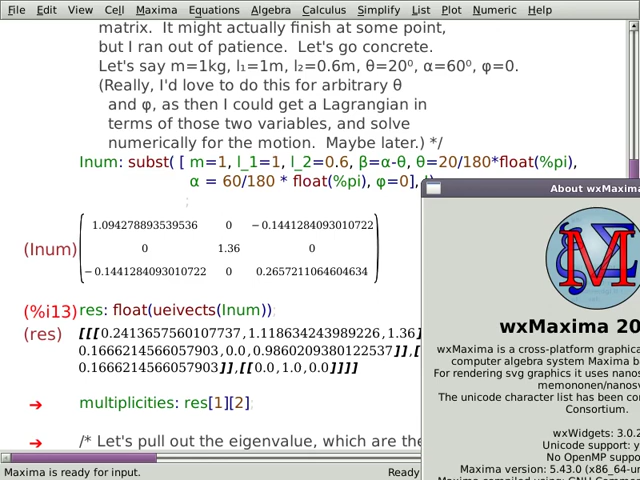 File Edit View Cell Maxima Equations Algebra Calculus Simplify List Plot Numeric Help
matrix. It might actually finish at some point,
but I ran out of patience. Let's go concrete.
Let's say m=1kg, l₁=1m, l₂=0.6m, θ=20⁰, α=60⁰, φ=0.
(Really, I'd love to do this for arbitrary θ
and φ, as then I could get a Lagrangian in
terms of those two variables, and solve
numerically for the motion. Maybe later.) */
Inum: subst( [ m=1, l_1=1, l_2=0.6, β=α-θ, θ=20/180*float(%pi),
α = 60/180 * float(%pi), φ=0],
;
(Inum)
1.094278893539536 0 −0.1441284093010722
0 1.36 0
−0.1441284093010722 0 0.2657211064604634
(%i13) res: float(ueivects(Inum));
(res) [[[0.2413657560107737,1.118634243989226,1.36]
0.1666214566057903,0.0,0.9860209380122537]],[
0.1666214566057903]],[[0.0,1.0,0.0]]]]
➔ multiplicities: res[1][2];
➔ /* Let's pull out the eigenvalue, which are the
Maxima is ready for input. Ready
About wxMaxima
wxMaxima 20
wxMaxima is a cross-platform graphica
computer algebra system Maxima ba
For rendering svg graphics it uses nanos
memononen/nanosv
The unicode character list has been co
Consortium.
wxWidgets: 3.0.2
Unicode support: y
No OpenMP suppo
Maxima version: 5.43.0 (x86_64-u